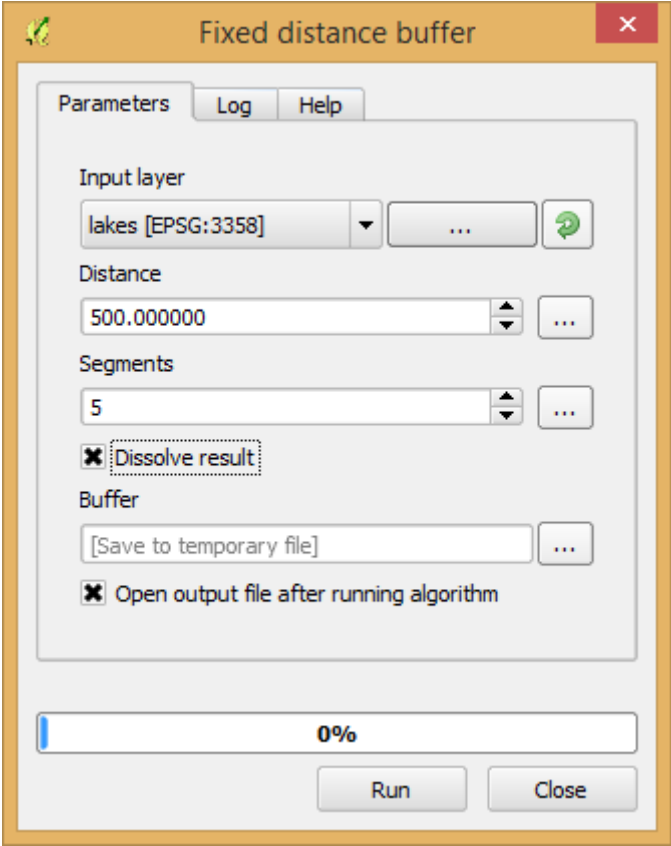 Fixed distance buffer
Parameters Log Help
Input layer
lakes [EPSG:3358] ...
Distance
500.000000 ...
Segments
5 ...
Dissolve result
Buffer
[Save to temporary file] ...
Open output file after running algorithm
0%
Run Close